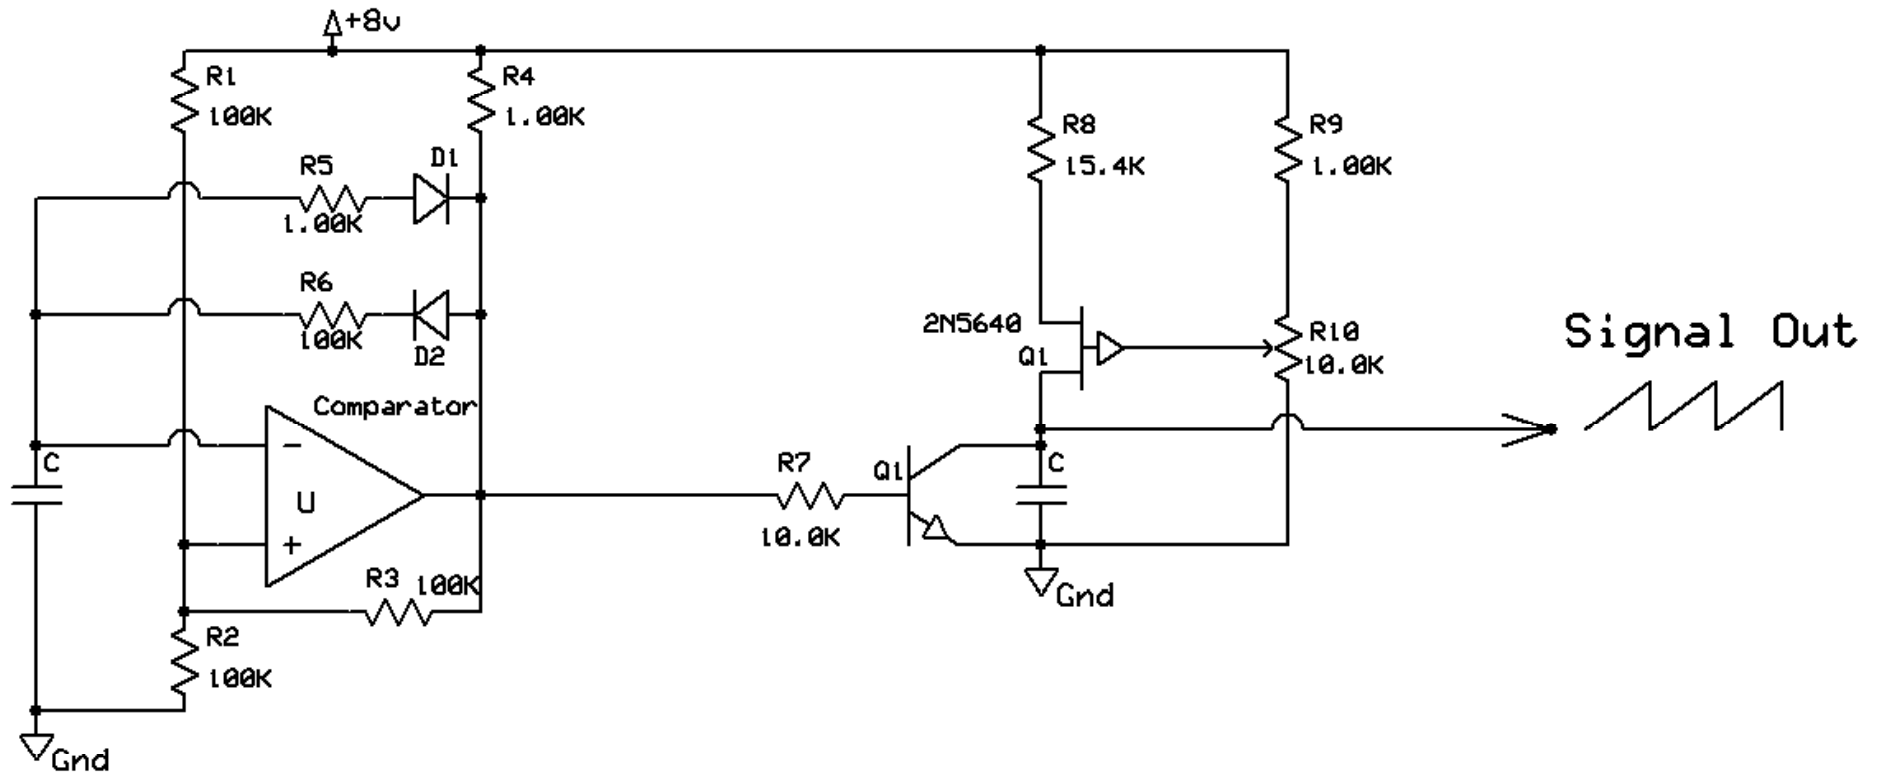 +8v
R1
100K
R4
1.00K
R8
15.4K
R9
1.00K
D1
R5
1.00K
R6
100K
D2
2N5640
Q1
R10
10.0K
Signal Out
Comparator
C
−
U
+
R7
10.0K
Q1
C
R3 100K
Gnd
R2
100K
Gnd